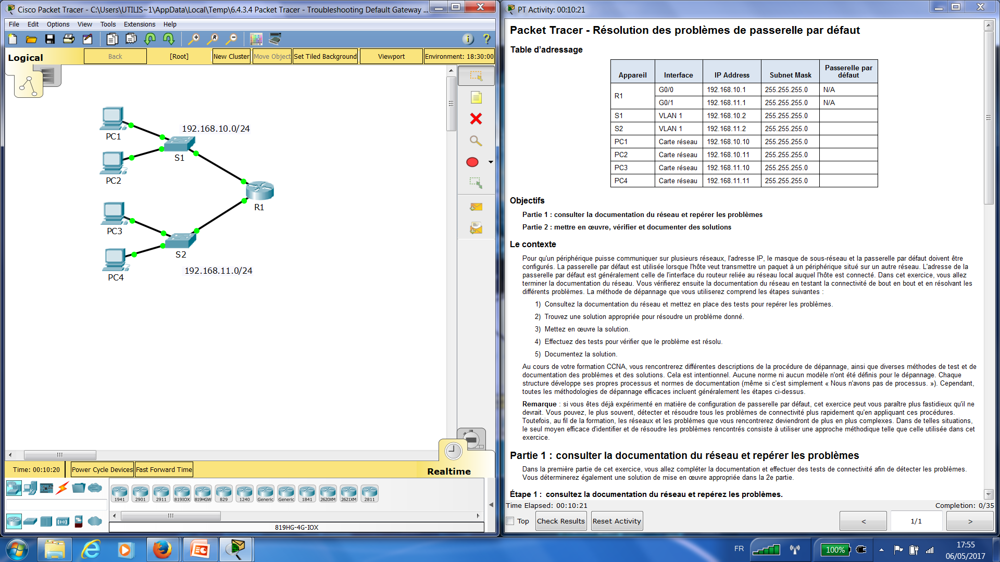 Cisco Packet Tracer - C:\Users\UTILIS~1\AppData\Local\Temp\6.4.3.4 Packet Tracer - Troubleshooting Default Gateway ...
File Edit Options View Tools Extensions Help
Logical
Back
[Root]
New Cluster
Move Object
Set Tiled Background
Viewport
Environment: 18:30:00
192.168.10.0/24
PC1
S1
PC2
R1
PC3
S2
192.168.11.0/24
PC4
Time: 00:10:20
Power Cycle Devices
Fast Forward Time
Realtime
1941 2901 2911 819IOX 819HGW 829 1240 Generic Generic 1841 2620XM 2621XM 2811
819HG-4G-IOX
PT Activity: 00:10:21
Packet Tracer - Résolution des problèmes de passerelle par défaut
Table d'adressage
Appareil Interface IP Address Subnet Mask Passerelle par défaut
R1 G0/0 192.168.10.1 255.255.255.0 N/A
G0/1 192.168.11.1 255.255.255.0 N/A
S1 VLAN 1 192.168.10.2 255.255.255.0
S2 VLAN 1 192.168.11.2 255.255.255.0
PC1 Carte réseau 192.168.10.10 255.255.255.0
PC2 Carte réseau 192.168.10.11 255.255.255.0
PC3 Carte réseau 192.168.11.10 255.255.255.0
PC4 Carte réseau 192.168.11.11 255.255.255.0
Objectifs
Partie 1 : consulter la documentation du réseau et repérer les problèmes
Partie 2 : mettre en œuvre, vérifier et documenter des solutions
Le contexte
Pour qu'un périphérique puisse communiquer sur plusieurs réseaux, l'adresse IP, le masque de sous-réseau et la passerelle par défaut doivent être
configurés. La passerelle par défaut est utilisée lorsque l'hôte veut transmettre un paquet à un périphérique situé sur un autre réseau. L'adresse de la
passerelle par défaut est généralement celle de l'interface du routeur reliée au réseau local auquel l'hôte est connecté. Dans cet exercice, vous allez
terminer la documentation du réseau. Vous vérifierez ensuite la documentation du réseau en testant la connectivité de bout en bout et en résolvant les
différents problèmes. La méthode de dépannage que vous utiliserez comprend les étapes suivantes :
1) Consultez la documentation du réseau et mettez en place des tests pour repérer les problèmes.
2) Trouvez une solution appropriée pour résoudre un problème donné.
3) Mettez en œuvre la solution.
4) Effectuez des tests pour vérifier que le problème est résolu.
5) Documentez la solution.
Au cours de votre formation CCNA, vous rencontrerez différentes descriptions de la procédure de dépannage, ainsi que diverses méthodes de test et de
documentation des problèmes et des solutions. Cela est intentionnel. Aucune norme ni aucun modèle n'ont été définis pour le dépannage. Chaque
structure développe ses propres processus et normes de documentation (même si c'est simplement « Nous n'avons pas de processus. »). Cependant,
toutes les méthodologies de dépannage efficaces incluent généralement les étapes ci-dessus.
Remarque : si vous êtes déjà expérimenté en matière de configuration de passerelle par défaut, cet exercice peut vous paraître plus fastidieux qu'il ne
devrait. Vous pouvez, le plus souvent, détecter et résoudre tous les problèmes de connectivité plus rapidement qu'en appliquant ces procédures.
Toutefois, au fil de la formation, les réseaux et les problèmes que vous rencontrerez deviendront de plus en plus complexes. Dans de telles situations,
le seul moyen efficace d'identifier et de résoudre les problèmes rencontrés consiste à utiliser une approche méthodique telle que celle utilisée dans cet
exercice.
Partie 1 : consulter la documentation du réseau et repérer les problèmes
Dans la première partie de cet exercice, vous allez compléter la documentation et effectuer des tests de connectivité afin de détecter les problèmes.
Vous déterminerez également une solution de mise en œuvre appropriée dans la 2e partie.
Étape 1 : consultez la documentation du réseau et repérez les problèmes.
Time Elapsed: 00:10:21
Completion: 0/35
Top
Check Results
Reset Activity
<
1/1
>
FR
100%
17:55
06/05/2017